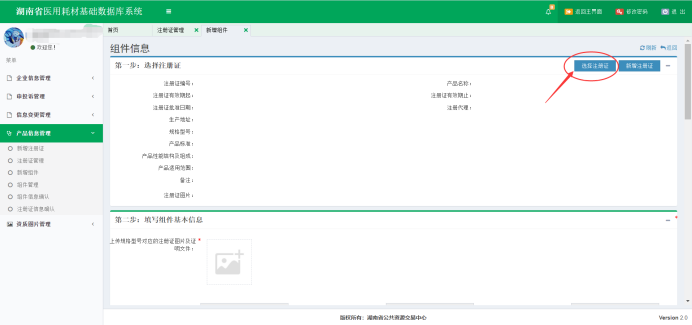 湖南省医用耗材基础数据库系统
返回主界面 修改密码 退 出
欢迎您！
菜单
企业信息管理
申投诉管理
信息变更管理
产品信息管理
新增注册证
注册证管理
新增组件
组件管理
组件信息确认
注册证信息确认
资质图片管理
首页 注册证管理 × 新增组件 ×
组件信息
刷新 返回
第一步：选择注册证
选择注册证 新增注册证
注册证编号： 产品名称：
注册证有效期起： 注册证有效期止：
注册证批准日期： 注册代理：
生产地址：
规格型号：
产品标准：
产品性能结构及组成：
产品适用范围：
备注：
注册证图片：
第二步：填写组件基本信息
上传规格型号对应的注册证图片及证
明文件：
版权所有：湖南省公共资源交易中心
Version 2.0